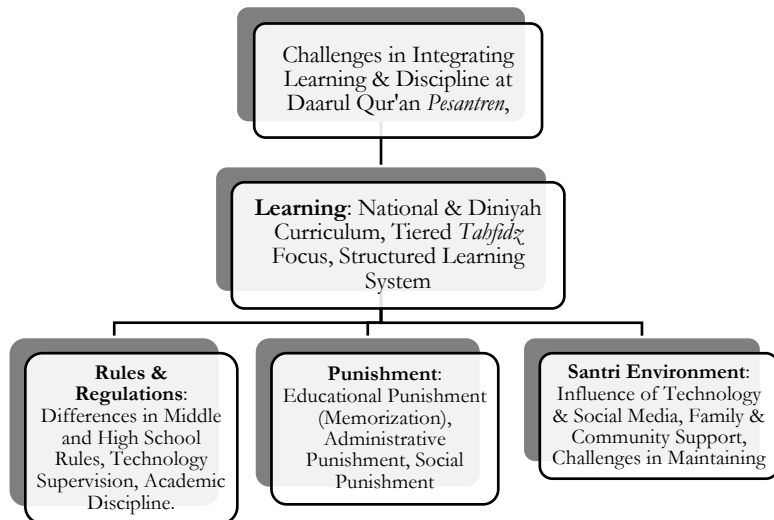 Challenges in Integrating
Learning & Discipline at
Daarul Qur'an Pesantren,
Learning: National & Diniyah
Curriculum, Tiered Tahfidz
Focus, Structured Learning
System
Rules &
Regulations:
Differences in Middle
and High School
Rules, Technology
Supervision, Academic
Discipline.
Punishment:
Educational Punishment
(Memorization),
Administrative
Punishment, Social
Punishment
Santri Environment:
Influence of Technology
& Social Media, Family &
Community Support,
Challenges in Maintaining